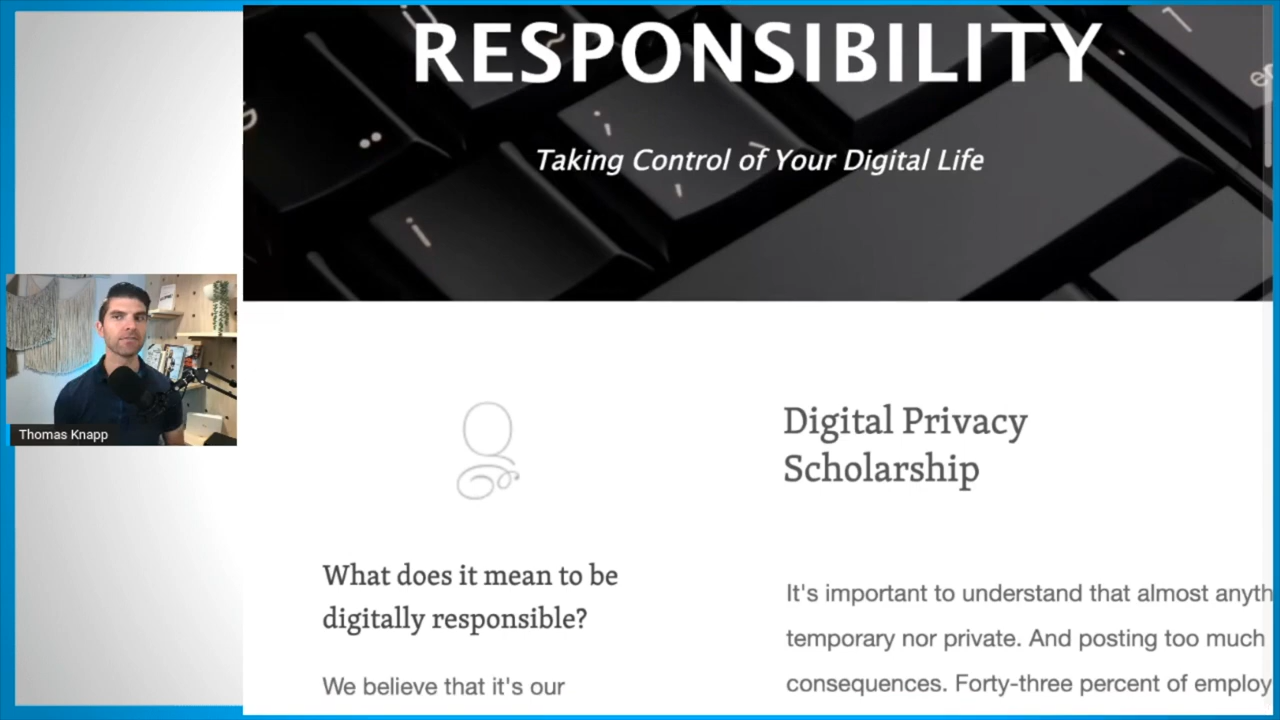 RESPONSIBILITY
Taking Control of Your Digital Life
Thomas Knapp
Digital Privacy
Scholarship
What does it mean to be
digitally responsible?
We believe that it's our
It's important to understand that almost anyth
temporary nor private. And posting too much
consequences. Forty-three percent of employ